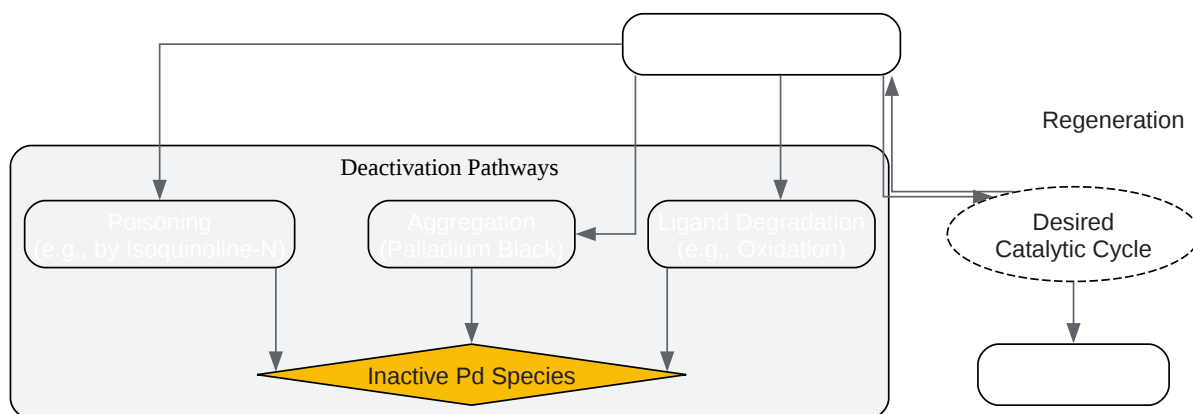 Regeneration
Deactivation Pathways
Poisoning
(e.g., by Isoquinoline-N)
Aggregation
(Palladium Black)
Ligand Degradation
(e.g., Oxidation)
Desired
Catalytic Cycle
Inactive Pd Species